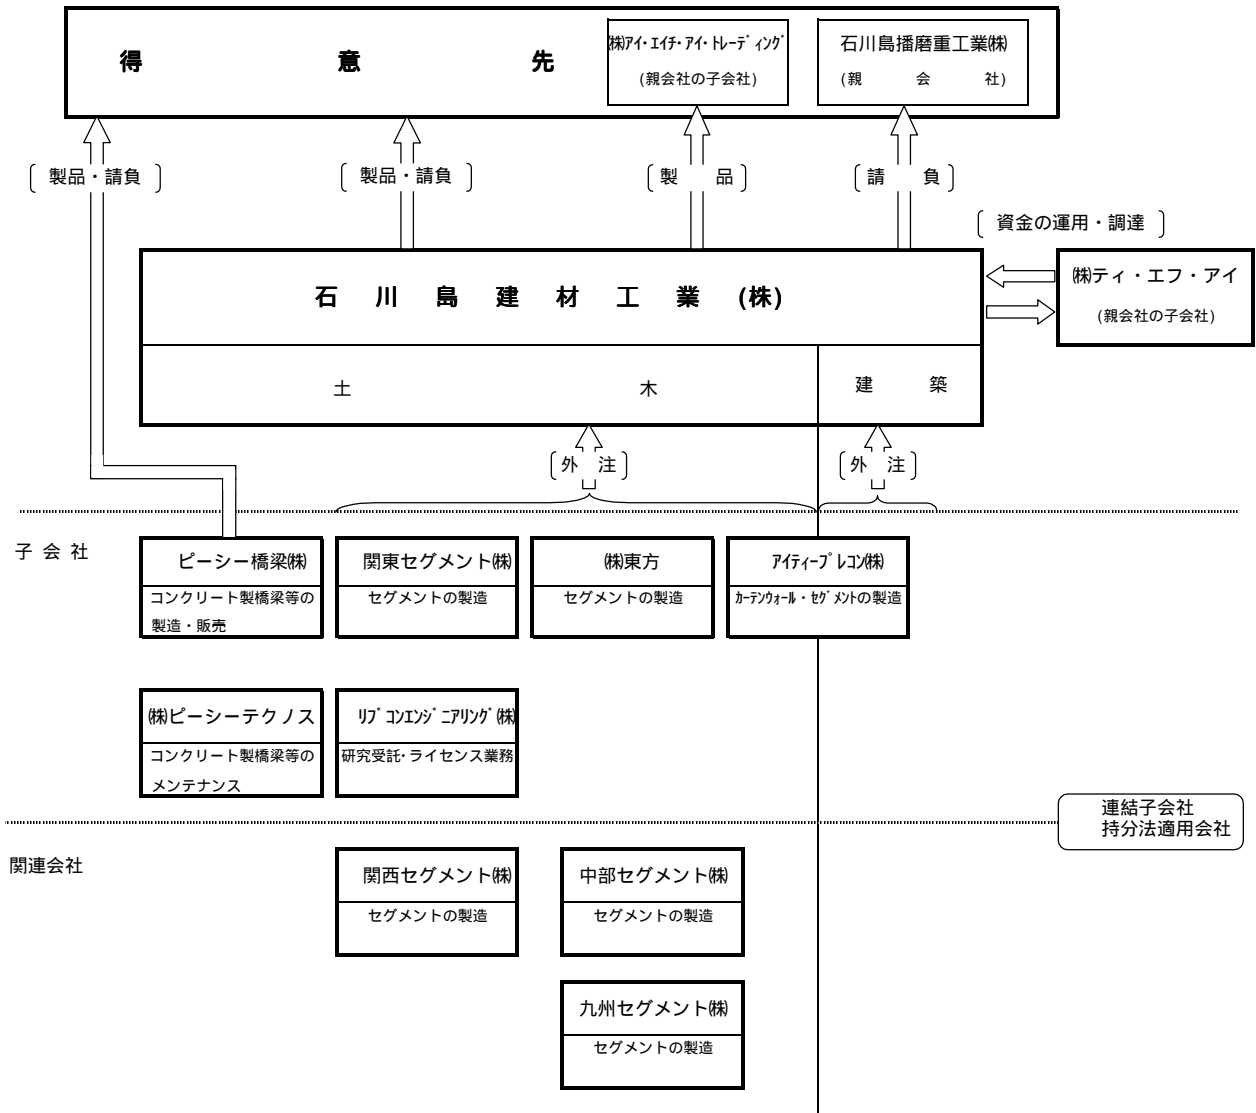 得 意 先
㈱アイ・エイチ・アイ・トレーディング
(親会社の子会社)
石川島播磨重工業㈱
(親 会 社)
〔 製品・請負 〕
〔 製品・請負 〕
〔 製 品 〕
〔 請 負 〕
〔 資金の運用・調達 〕
石 川 島 建 材 工 業 (株)
㈱ティ・エフ・アイ
(親会社の子会社)
土 木
建 築
〔 外 注 〕
〔 外 注 〕
子 会 社
ピーシー橋梁㈱
コンクリート製橋梁等の
製造・販売
関東セグメント㈱
セグメントの製造
㈱東方
セグメントの製造
アイティープレコン㈱
カーテンウォール・セグメントの製造
㈱ピーシーテクノス
コンクリート製橋梁等の
メンテナンス
リブコンエンジニアリング㈱
研究受託・ライセンス業務
連結子会社
持分法適用会社
関連会社
関西セグメント㈱
セグメントの製造
中部セグメント㈱
セグメントの製造
九州セグメント㈱
セグメントの製造